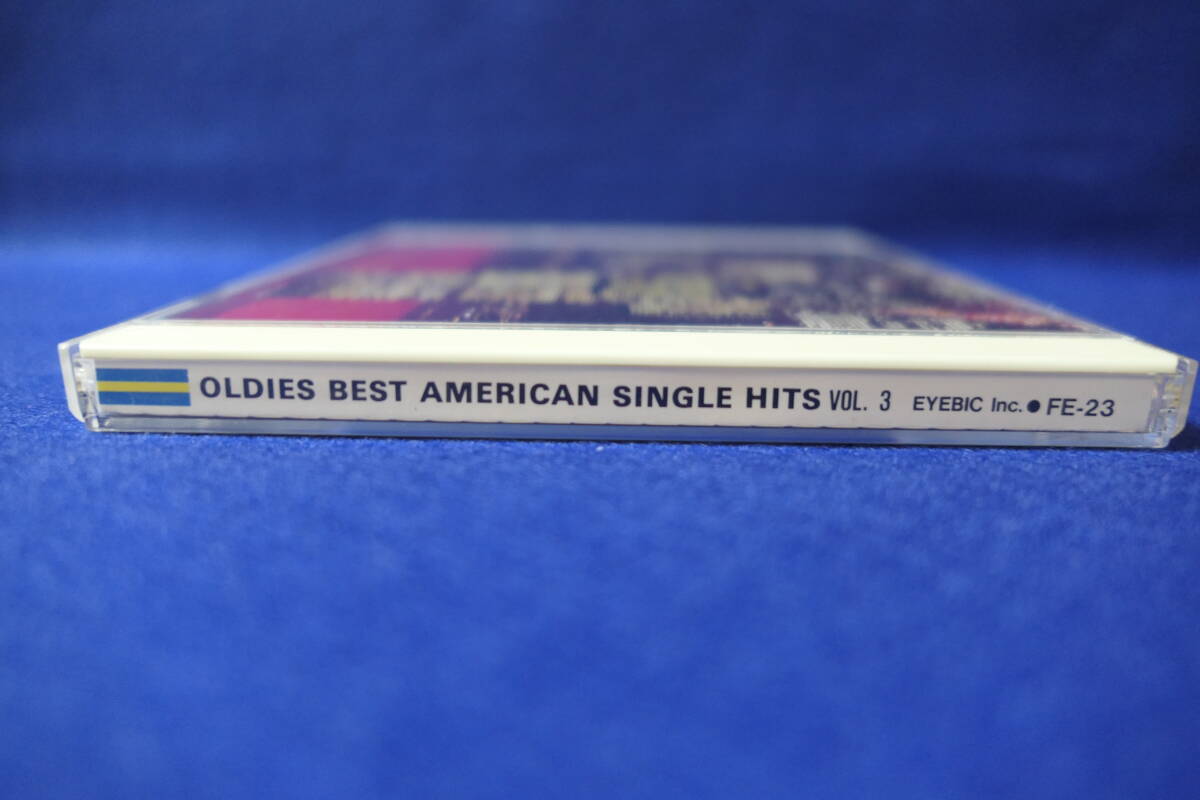 OLDIES BEST AMERICAN SINGLE HITS VOL. 3 EYEBIC Inc.●FE-23